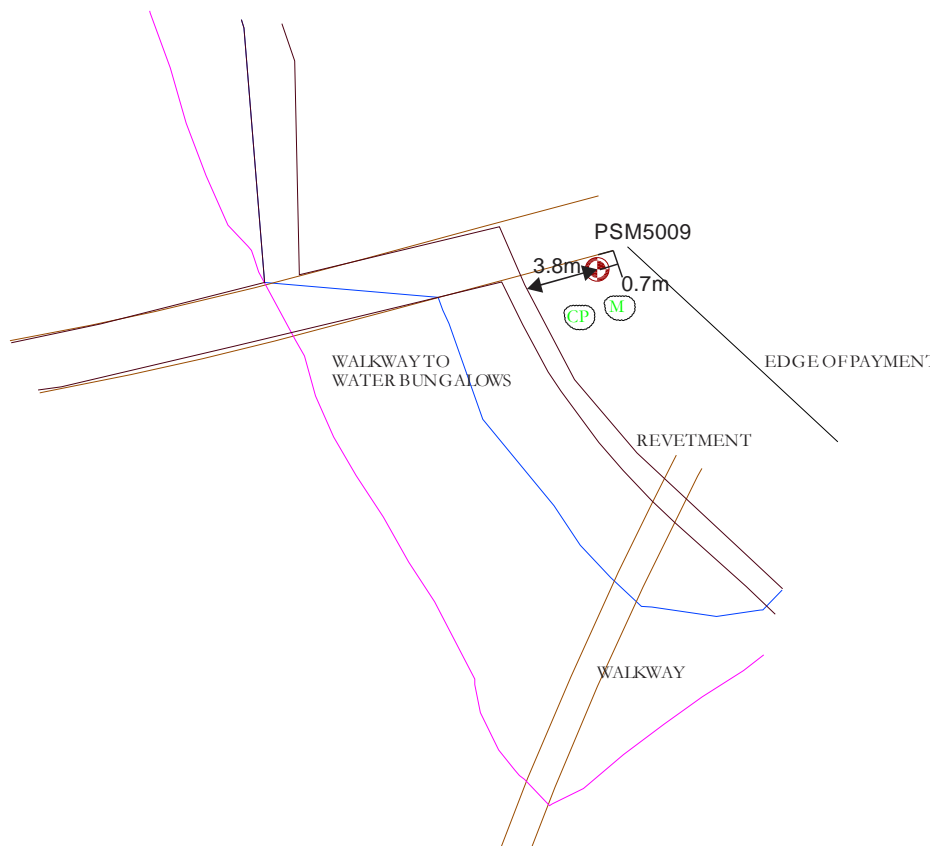 PSM5009
3.8m
0.7m
CP
M
WALKWAY TO
WATER BUNGALOWS
EDGE OF PAYMENT
REVETMENT
WALKWAY